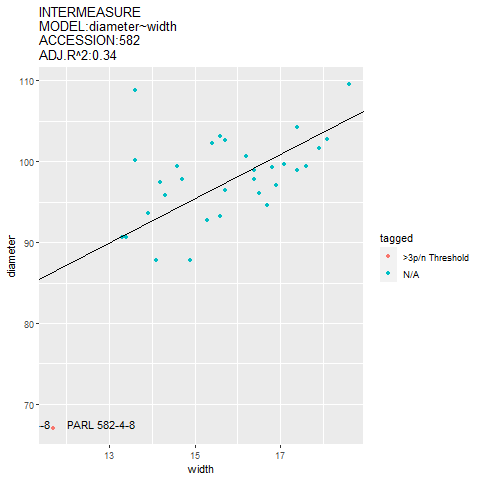 INTERMEASURE
MODEL:diameter~width
ACCESSION:582
ADJ.R^2:0.34
110
100
90
80
70
diameter
-8
PARL 582-4-8
13
15
17
width
tagged
>3p/n Threshold
N/A